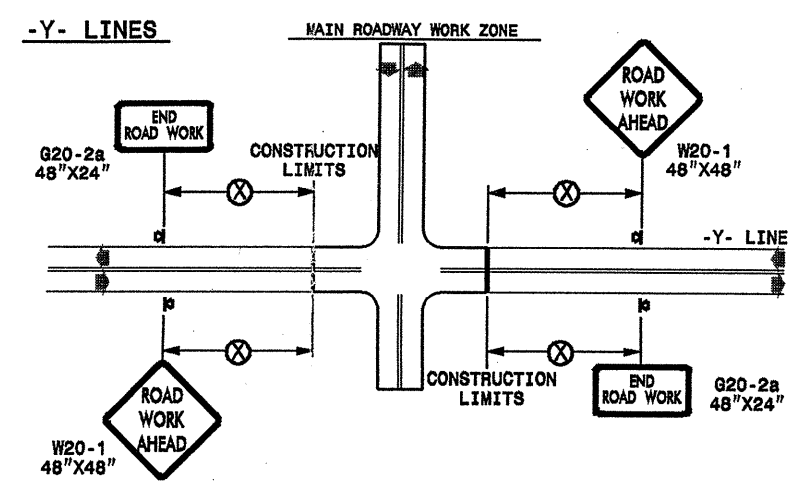 -Y- LINES
MAIN ROADWAY WORK ZONE
END
ROAD WORK
G20-2a
48"X24"
CONSTRUCTION
LIMITS
X
X
ROAD
WORK
AHEAD
W20-1
48"X48"
-Y- LINE
X
X
ROAD
WORK
AHEAD
W20-1
48"X48"
CONSTRUCTION
LIMITS
END
ROAD WORK
G20-2a
48"X24"